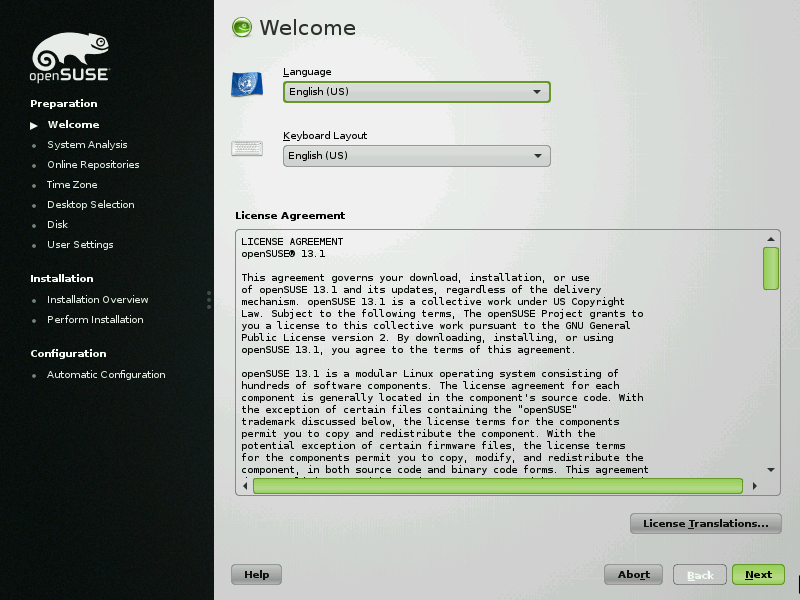 openSUSE
Preparation
Welcome
System Analysis
Online Repositories
Time Zone
Desktop Selection
Disk
User Settings
Installation
Installation Overview
Perform Installation
Configuration
Automatic Configuration
Welcome
Language
English (US)
Keyboard Layout
English (US)
License Agreement
LICENSE AGREEMENT
openSUSE® 13.1
This agreement governs your download, installation, or use
of openSUSE 13.1 and its updates, regardless of the delivery
mechanism. openSUSE 13.1 is a collective work under US Copyright
Law. Subject to the following terms, The openSUSE Project grants to
you a license to this collective work pursuant to the GNU General
Public License version 2. By downloading, installing, or using
openSUSE 13.1, you agree to the terms of this agreement.
openSUSE 13.1 is a modular Linux operating system consisting of
hundreds of software components. The license agreement for each
component is generally located in the component's source code. With
the exception of certain files containing the "openSUSE"
trademark discussed below, the license terms for the components
permit you to copy and redistribute the component. With the
potential exception of certain firmware files, the license terms
for the components permit you to copy, modify, and redistribute the
component, in both source code and binary code forms. This agreement
License Translations...
Help
Abort
Back
Next